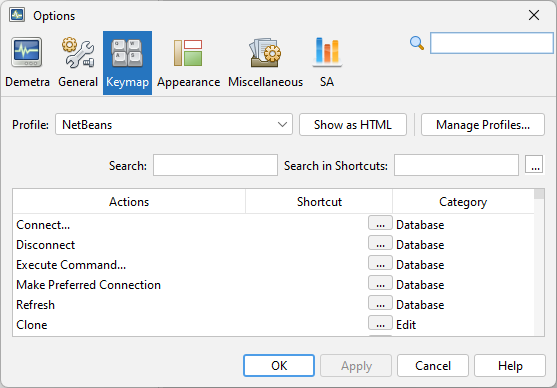 Options
Demetra General Keymap Appearance Miscellaneous SA
Profile: NetBeans Show as HTML Manage Profiles...
Search: Search in Shortcuts: ...
Actions Shortcut Category
Connect... ... Database
Disconnect ... Database
Execute Command... ... Database
Make Preferred Connection ... Database
Refresh ... Database
Clone ... Edit
OK Apply Cancel Help